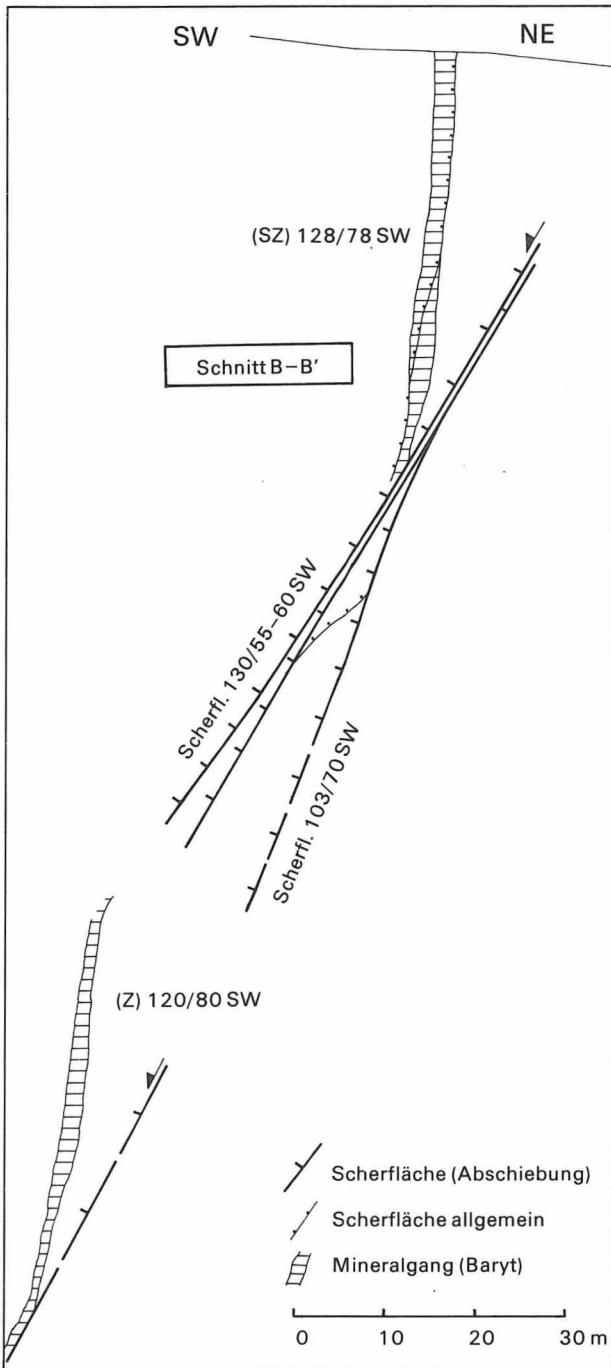 SW NE
(SZ) 128/78 SW
Schnitt B–B'
Scherfl. 130/55–60 SW
Scherfl. 103/70 SW
(Z) 120/80 SW
Scherfläche (Abschiebung)
Scherfläche allgemein
Mineralgang (Baryt)
0 10 20 30 m